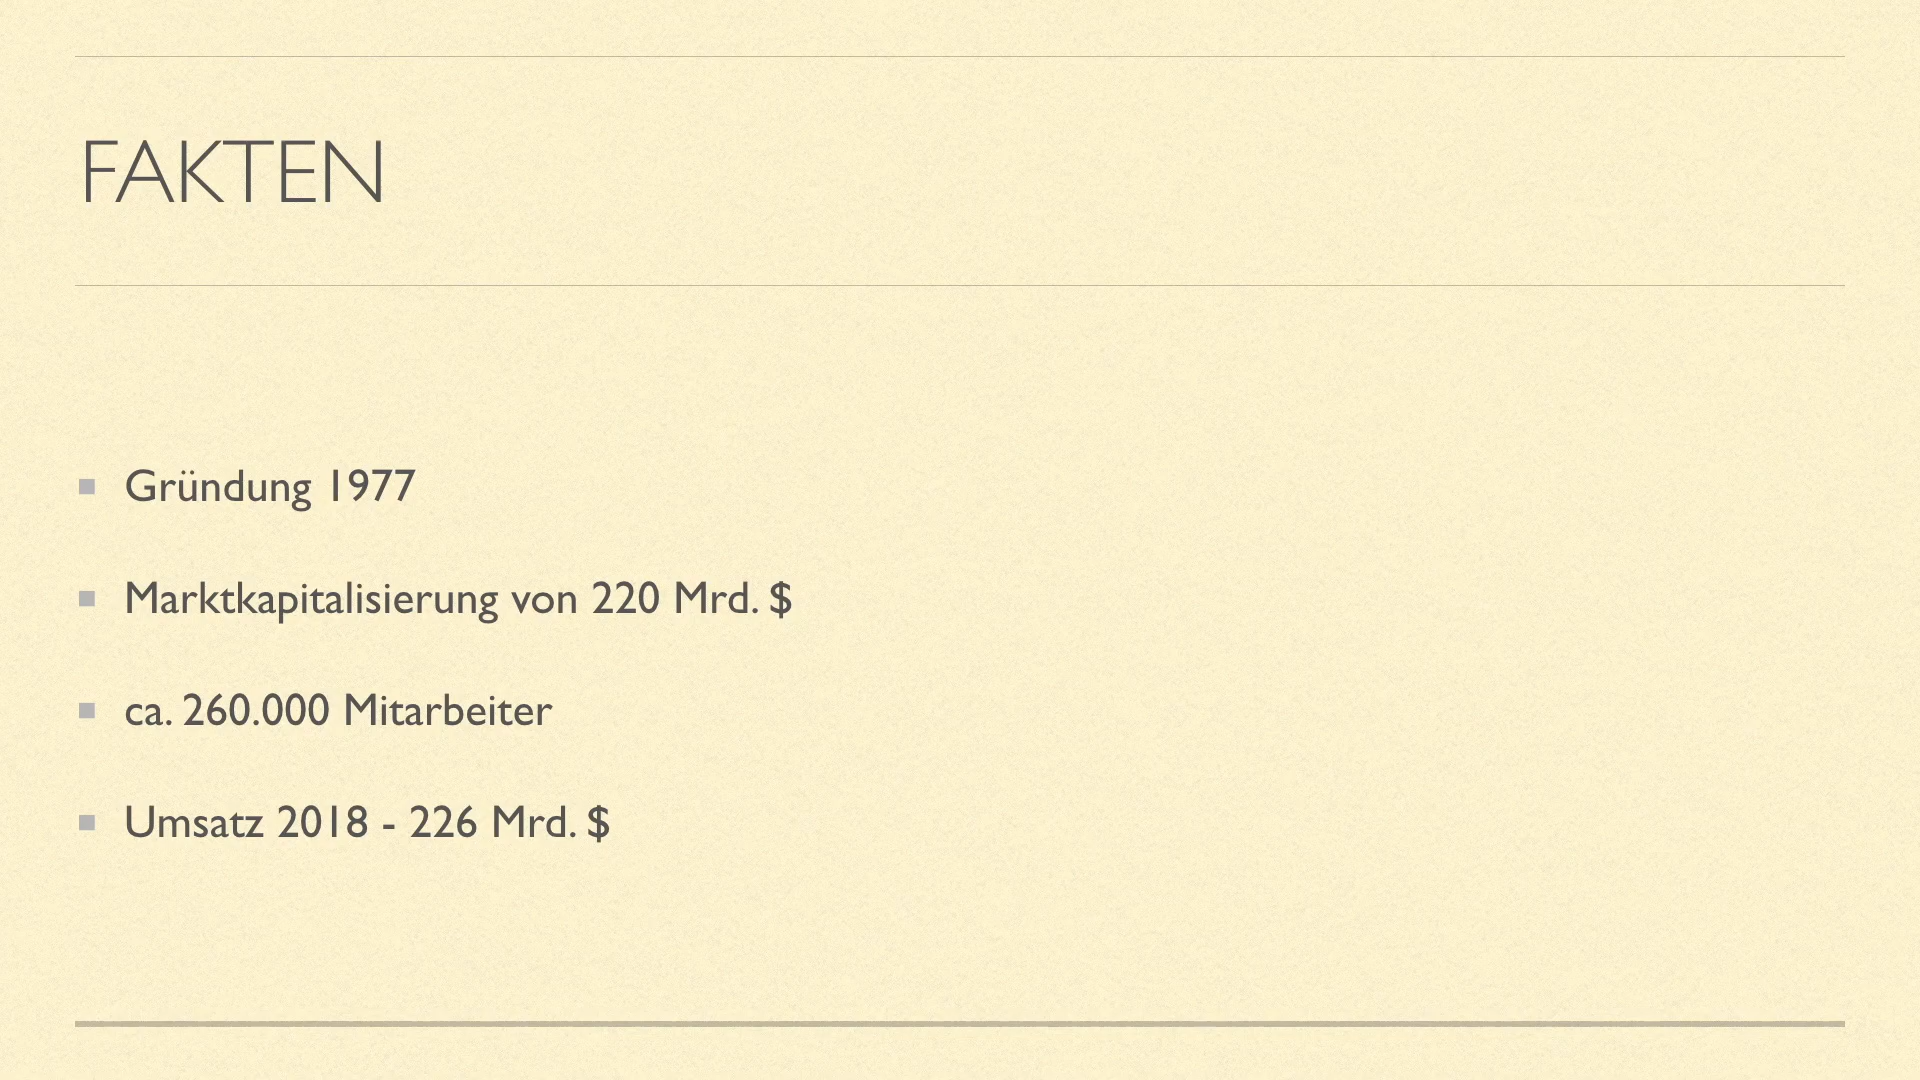 FAKTEN
Gründung 1977
Marktkapitalisierung von 220 Mrd. $
ca. 260.000 Mitarbeiter
Umsatz 2018 - 226 Mrd. $